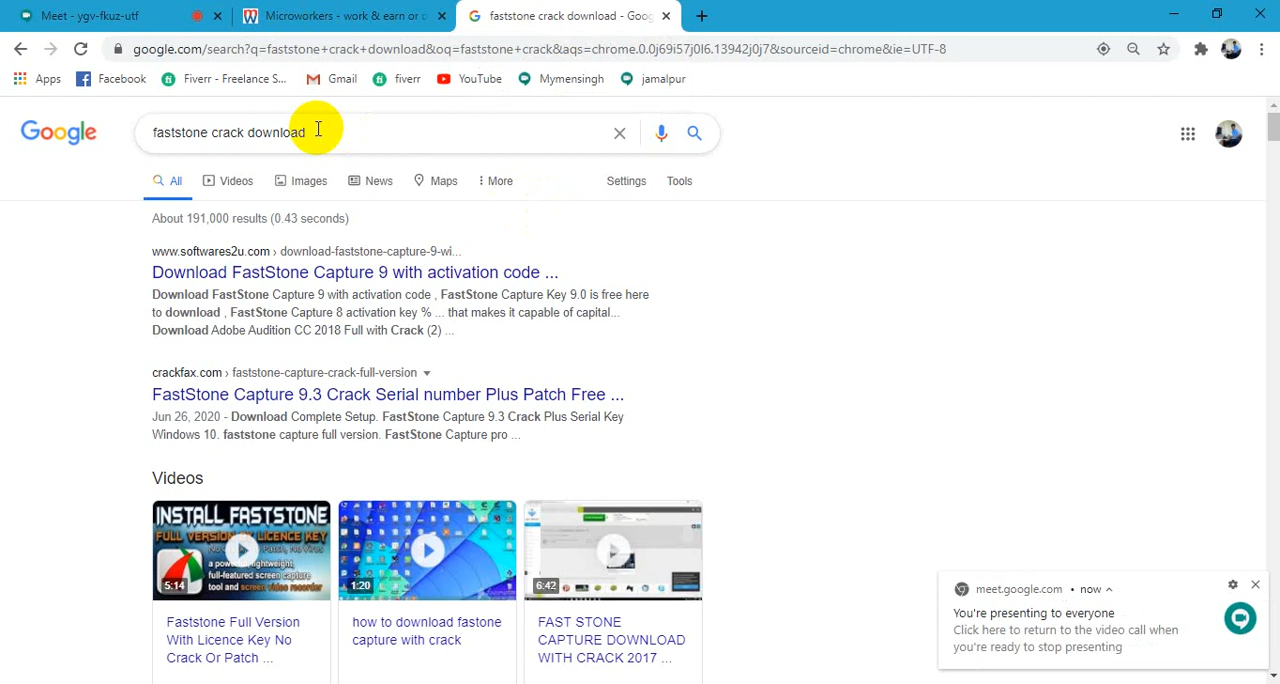 Meet - ygv-fkuz-utf
Microworkers - work & earn or c
faststone crack download - Goog
google.com/search?q=faststone+crack+download&oq=faststone+crack&aqs=chrome.0.0j69i57j0l6.13942j0j7&sourceid=chrome&ie=UTF-8
Apps Facebook Fiverr - Freelance S... Gmail fiverr YouTube Mymensingh jamalpur
Google
faststone crack download
All Videos Images News Maps More Settings Tools
About 191,000 results (0.43 seconds)
www.softwares2u.com › download-faststone-capture-9-wi...
Download FastStone Capture 9 with activation code ...
Download FastStone Capture 9 with activation code , FastStone Capture Key 9.0 is free here
to download , FastStone Capture 8 activation key % ... that makes it capable of capital...
Download Adobe Audition CC 2018 Full with Crack (2) ...
crackfax.com › faststone-capture-crack-full-version
FastStone Capture 9.3 Crack Serial number Plus Patch Free ...
Jun 26, 2020 - Download Complete Setup. FastStone Capture 9.3 Crack Plus Serial Key
Windows 10. faststone capture full version. FastStone Capture pro ...
Videos
INSTALL FASTSTONE
FULL VERSION BY LICENCE KEY
5:14
1:20
6:42
Faststone Full Version
With Licence Key No
Crack Or Patch ...
how to download fastone
capture with crack
FAST STONE
CAPTURE DOWNLOAD
WITH CRACK 2017 ...
meet.google.com • now
You're presenting to everyone
Click here to return to the video call when
you're ready to stop presenting